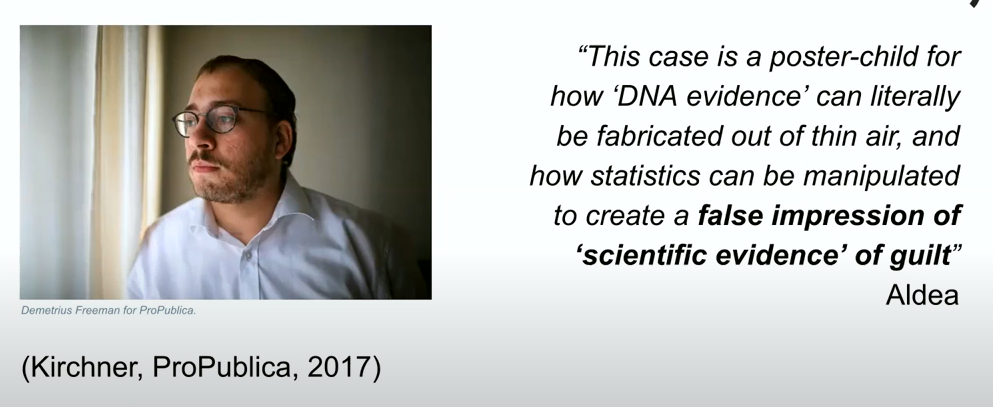 “This case is a poster-child for
how ‘DNA evidence’ can literally
be fabricated out of thin air, and
how statistics can be manipulated
to create a false impression of
‘scientific evidence’ of guilt”
Aldea
Demetrius Freeman for ProPublica.
(Kirchner, ProPublica, 2017)